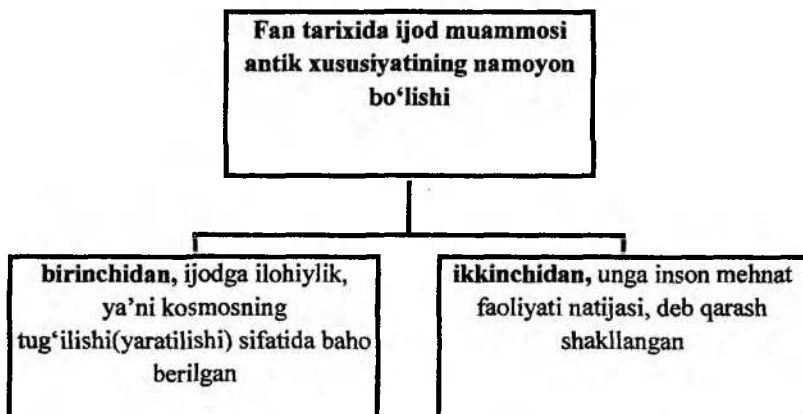 Fan tarixida ijod muammosi
antik xususiyatining namoyon
bo‘lishi
birinchidan, ijodga ilohiylik,
ya’ni kosmosning
tug‘ilishi(yaratilishi) sifatida baho
berilgan
ikkinchidan, unga inson mehnat
faoliyati natijasi, deb qarash
shakllangan